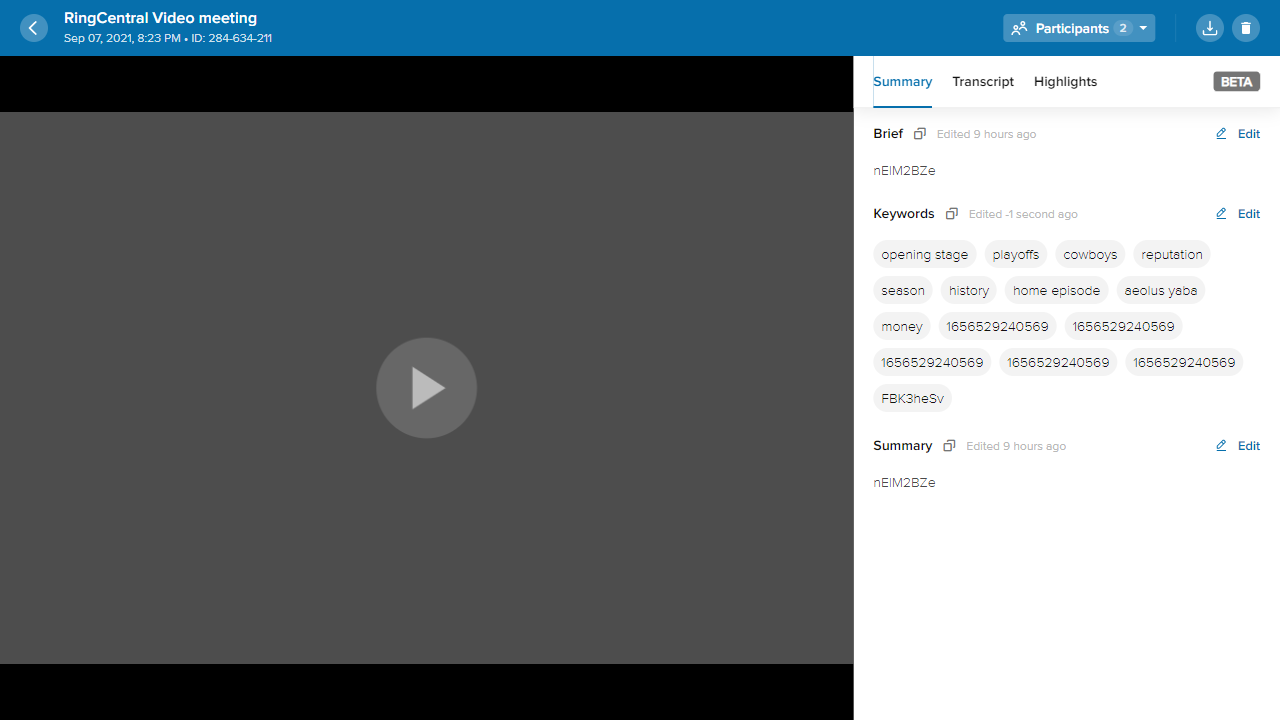 RingCentral Video meeting
Sep 07, 2021, 8:23 PM • ID: 284-634-211
Participants 2
Summary Transcript Highlights BETA
Brief Edited 9 hours ago Edit
nEIM2BZe
Keywords Edited -1 second ago Edit
opening stage playoffs cowboys reputation
season history home episode aeolus yaba
money 1656529240569 1656529240569
1656529240569 1656529240569 1656529240569
FBK3heSv
Summary Edited 9 hours ago Edit
nEIM2BZe